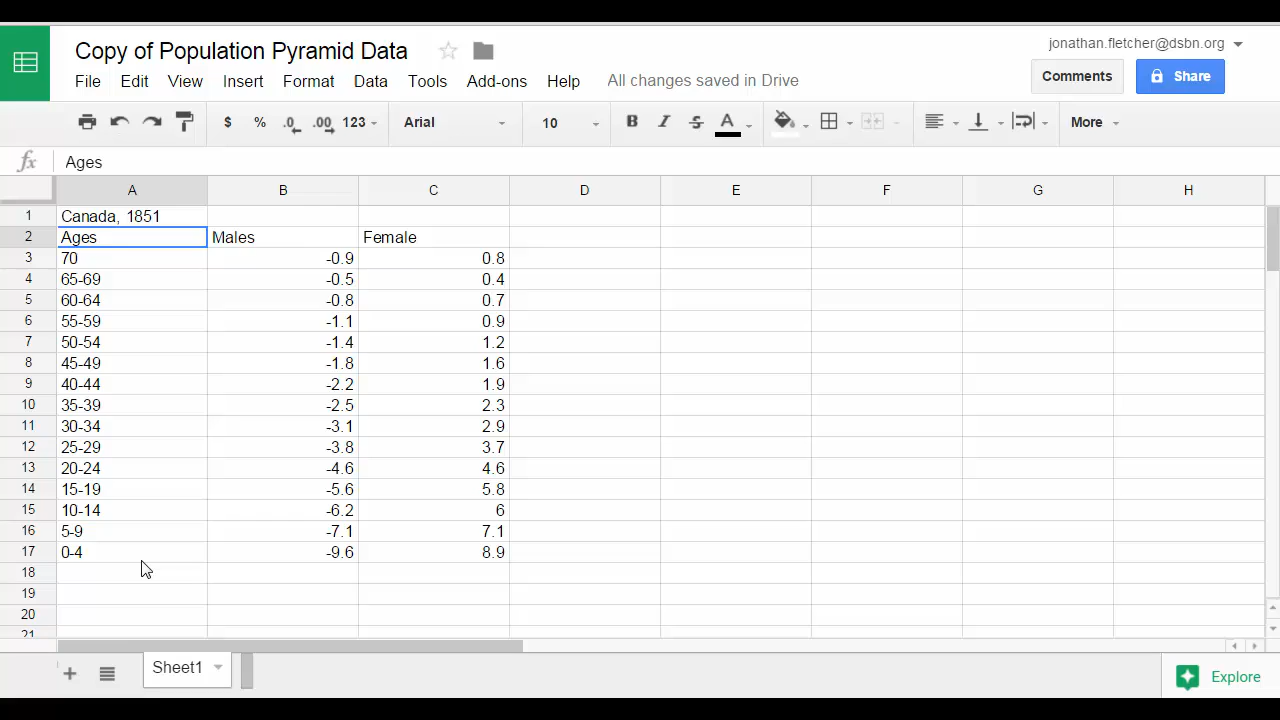 Copy of Population Pyramid Data
jonathan.fletcher@dsbn.org
File Edit View Insert Format Data Tools Add-ons Help All changes saved in Drive
Comments Share
$ % .0 .00 123 Arial 10 B I S A More
fx Ages
A B C D E F G H
1 Canada, 1851
2 Ages Males Female
3 70 -0.9 0.8
4 65-69 -0.5 0.4
5 60-64 -0.8 0.7
6 55-59 -1.1 0.9
7 50-54 -1.4 1.2
8 45-49 -1.8 1.6
9 40-44 -2.2 1.9
10 35-39 -2.5 2.3
11 30-34 -3.1 2.9
12 25-29 -3.8 3.7
13 20-24 -4.6 4.6
14 15-19 -5.6 5.8
15 10-14 -6.2 6
16 5-9 -7.1 7.1
17 0-4 -9.6 8.9
18
19
20
21
Sheet1
Explore